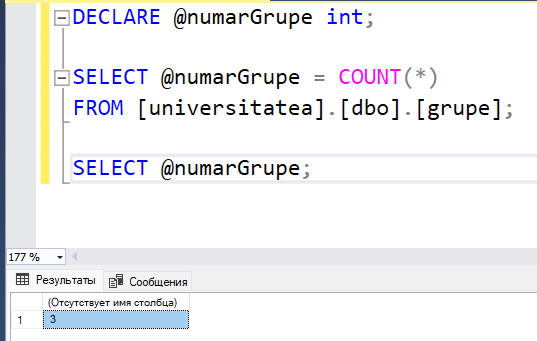 DECLARE @numarGrupe int;
SELECT @numarGrupe = COUNT(*)
FROM [universitatea].[dbo].[grupe];
SELECT @numarGrupe;
177 %
Результаты Сообщения
(Отсутствует имя столбца)
1 3